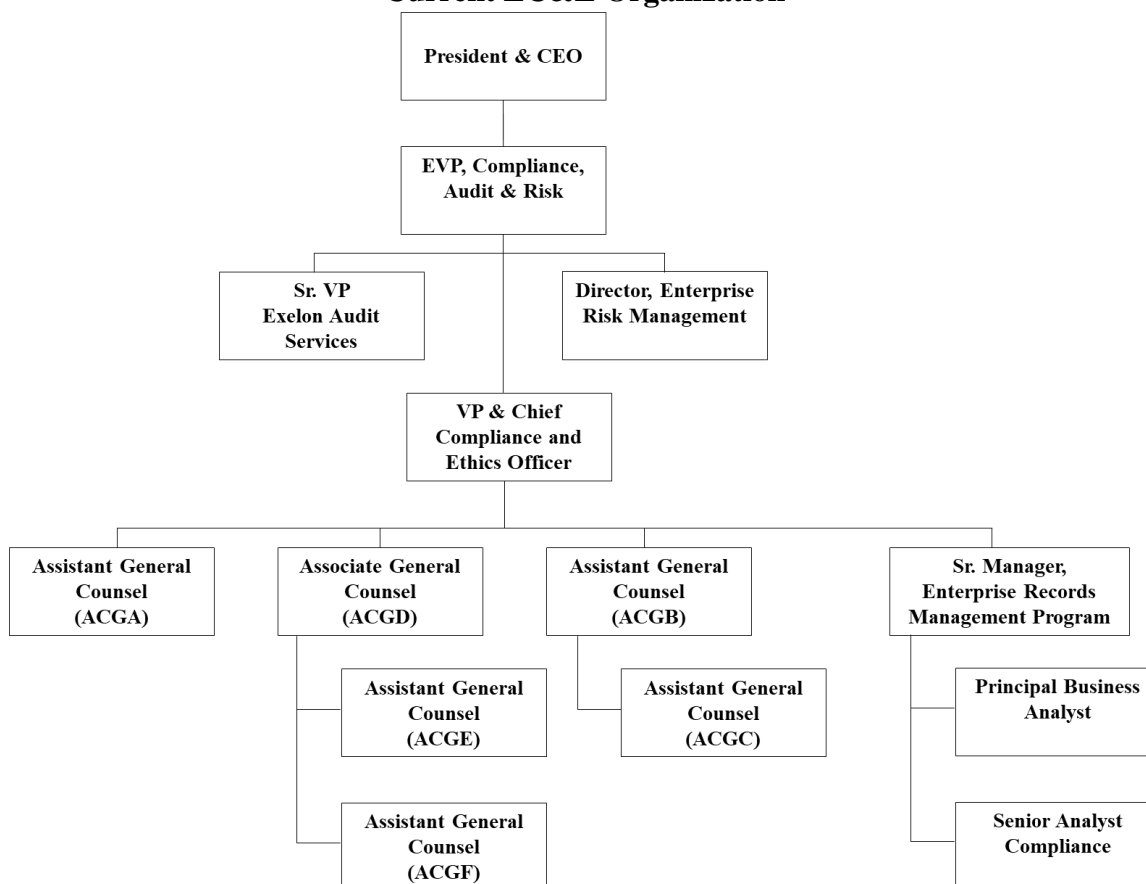 President & CEO
EVP, Compliance,
Audit & Risk
Sr. VP
Exelon Audit
Services
Director, Enterprise
Risk Management
VP & Chief
Compliance and
Ethics Officer
Assistant General
Counsel
(ACGA)
Associate General
Counsel
(ACGD)
Assistant General
Counsel
(ACGB)
Sr. Manager,
Enterprise Records
Management Program
Assistant General
Counsel
(ACGE)
Assistant General
Counsel
(ACGC)
Principal Business
Analyst
Assistant General
Counsel
(ACGF)
Senior Analyst
Compliance